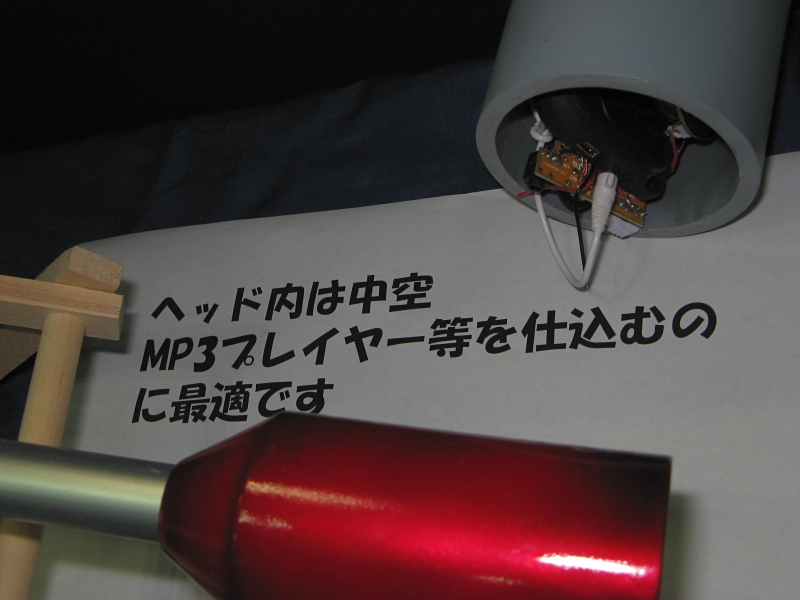 ヘッド内は中空
MP3プレイヤー等を仕込むの
に最適です